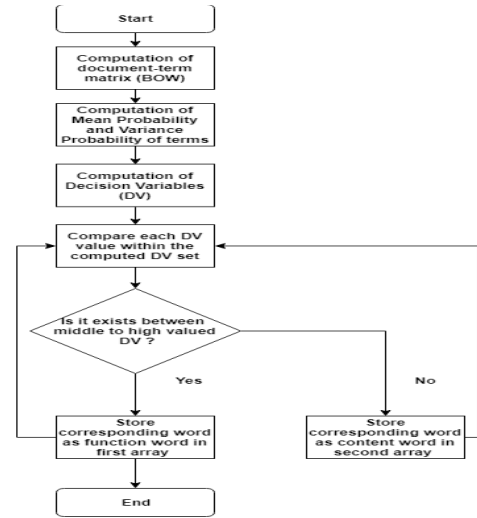 Start
Computation of
document-term
matrix (BOW)
Computation of
Mean Probability
and Variance
Probability of terms
Computation of
Decision Variables
(DV)
Compare each DV
value within the
computed DV set
Is it exists between
middle to high valued
DV ?
Yes
No
Store
corresponding word
as function word in
first array
Store
corresponding word
as content word in
second array
End